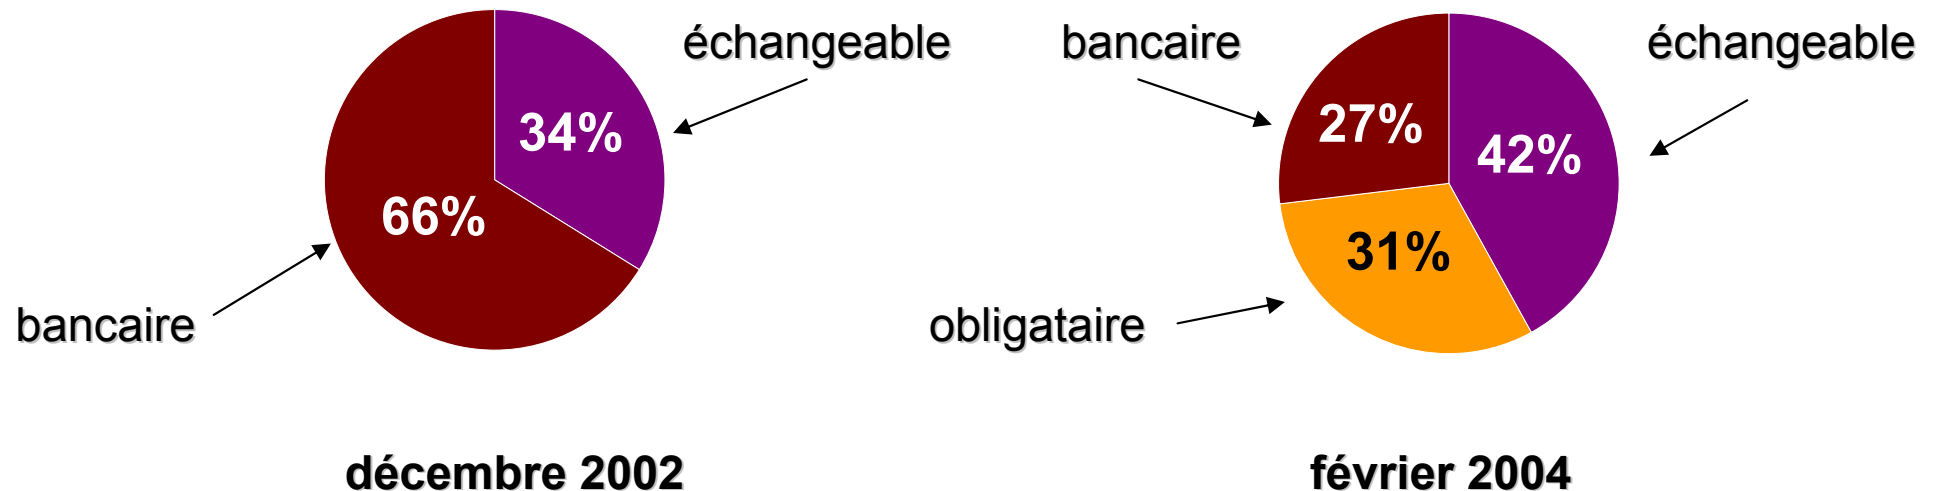 échangeable
34%
66%
bancaire
décembre 2002
bancaire
échangeable
27%
42%
31%
obligataire
février 2004